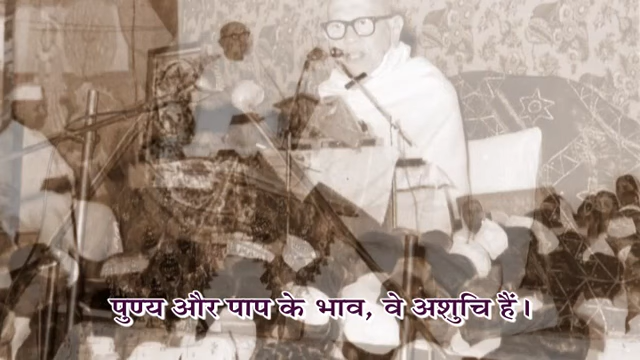 पुण्य और पाप के भाव, वे अशुचि हैं।